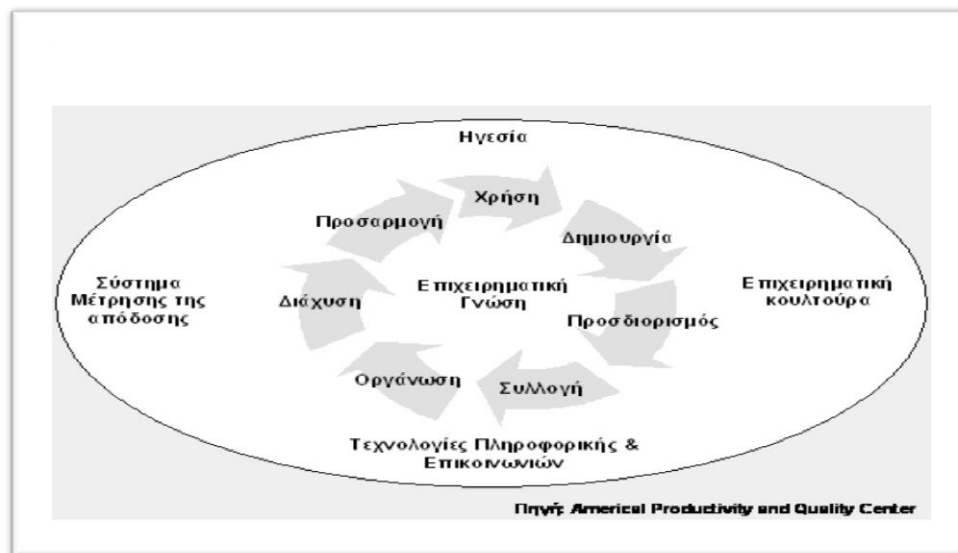 Ηγεσία
Χρήση
Προσαρμογή
Δημιουργία
Σύστημα
Μέτρησης της
απόδοσης
Διάχυση
Επιχειρηματική
Γνώση
Επιχειρηματική
κουλτούρα
Προσδιορισμός
Οργάνωση
Συλλογή
Τεχνολογίες Πληροφορικής &
Επικοινωνιών
Πηγή: Americal Productivity and Quality Center